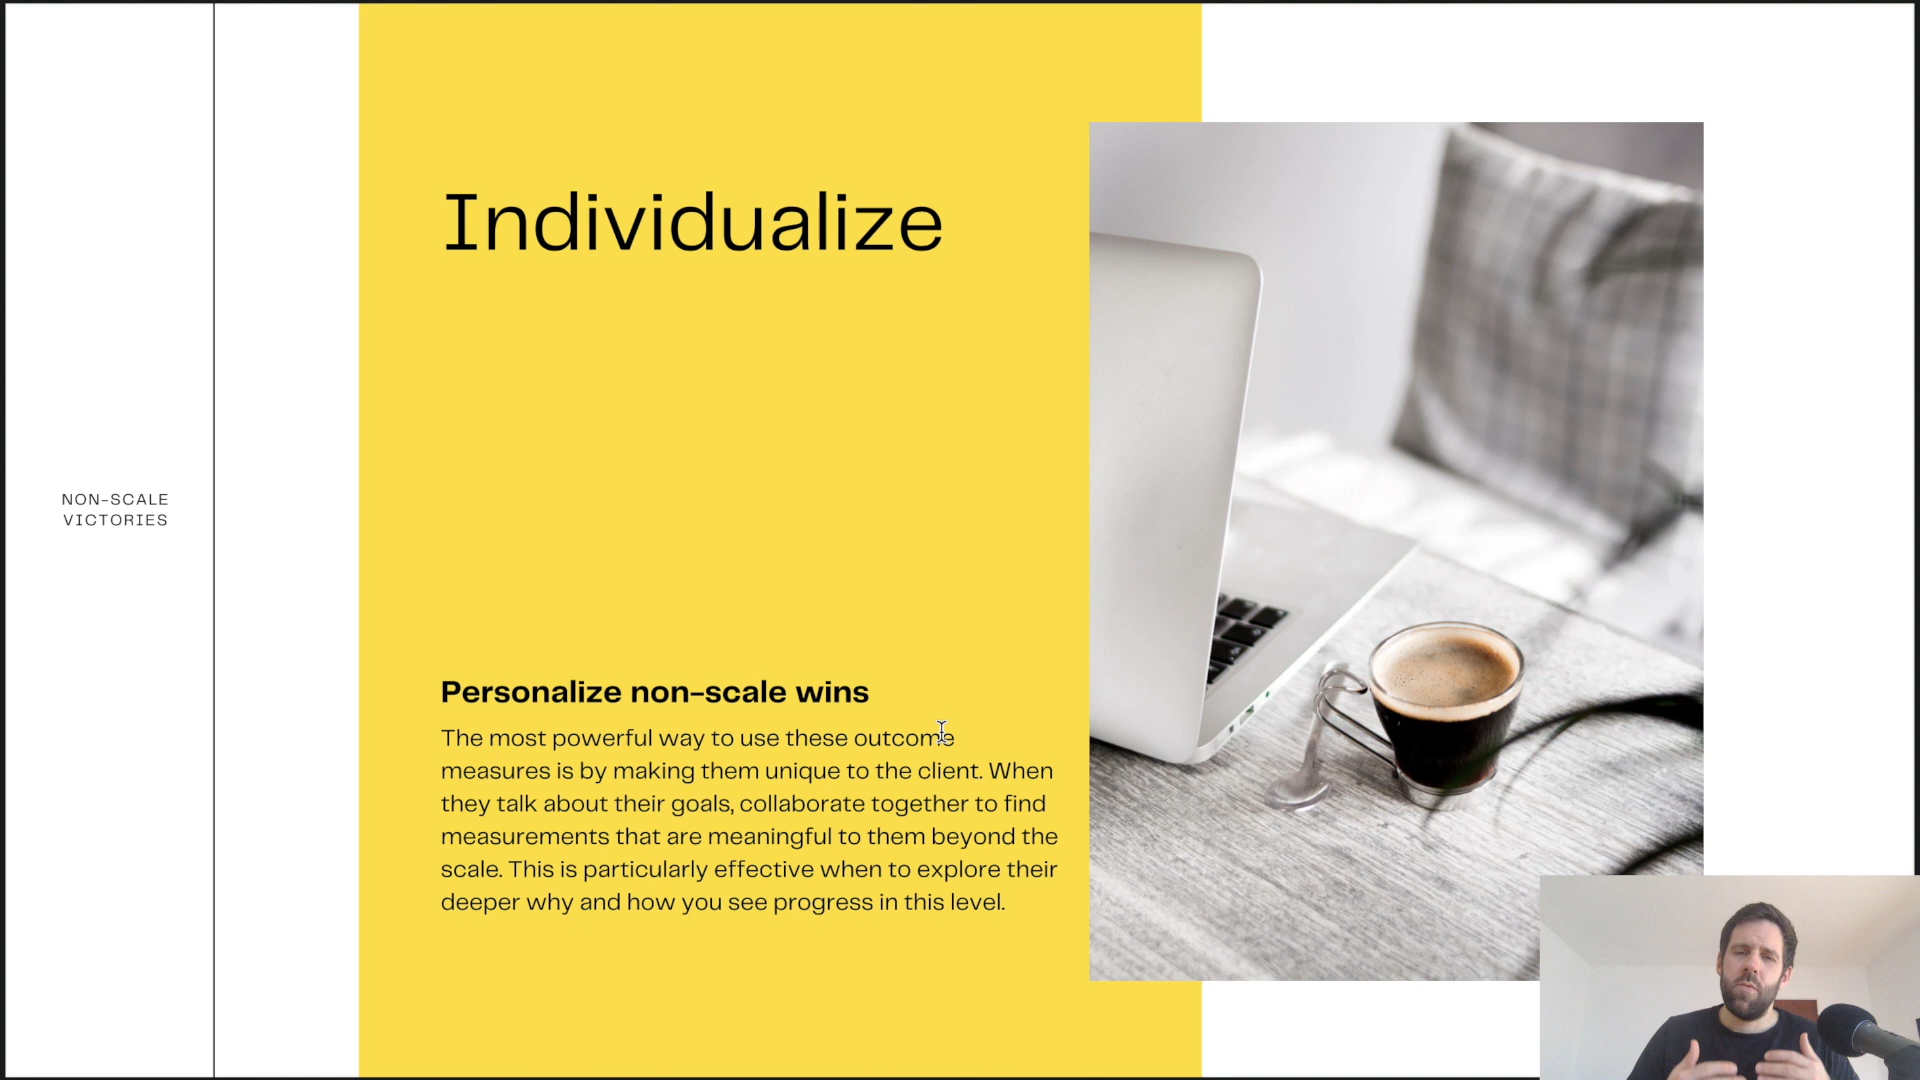 NON-SCALE
VICTORIES
Individualize
Personalize non-scale wins
The most powerful way to use these outcome
measures is by making them unique to the client. When
they talk about their goals, collaborate together to find
measurements that are meaningful to them beyond the
scale. This is particularly effective when to explore their
deeper why and how you see progress in this level.